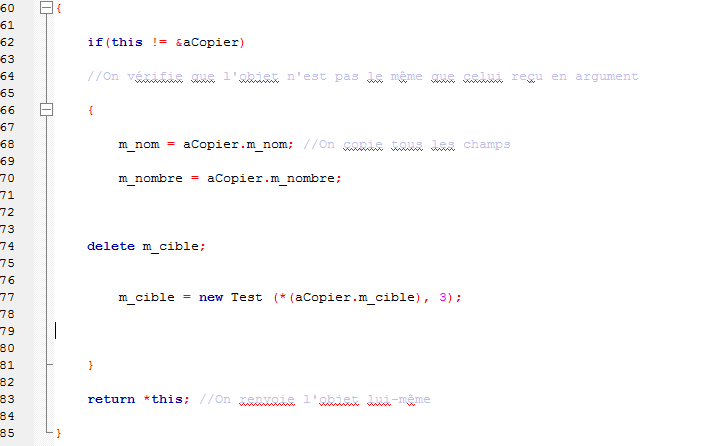 60 {
61
62 if(this != &aCopier)
63
64 //On vérifie que l'objet n'est pas le même que celui reçu en argument
65
66 {
67
68 m_nom = aCopier.m_nom; //On copie tous les champs
69
70 m_nombre = aCopier.m_nombre;
71
72
73
74 delete m_cible;
75
76
77 m_cible = new Test (*(aCopier.m_cible), 3);
78
79
80
81 }
82
83 return *this; //On renvoie l'objet lui-même
84
85 }